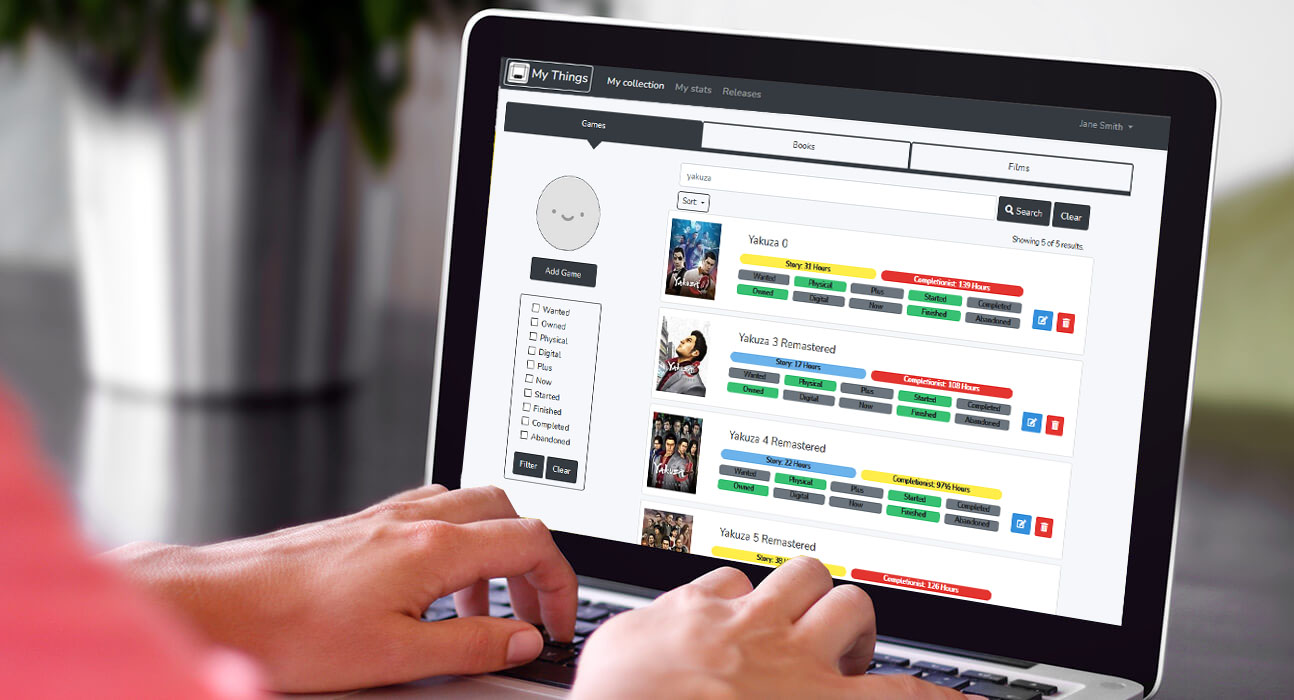 My Things
My collection
My stats
Releases
Jane Smith
Games
Books
Films
yakuza
Search
Clear
Sort:
Showing 5 of 5 results.
Add Game
Wanted
Owned
Physical
Digital
Plus
Now
Started
Finished
Completed
Abandoned
Filter
Clear
Yakuza 0
Story: 31 Hours
Completionist: 139 Hours
Wanted Physical Plus Started Completed
Owned Digital Now Finished Abandoned
Yakuza 3 Remastered
Story: 17 Hours
Completionist: 108 Hours
Wanted Physical Plus Started Completed
Owned Digital Now Finished Abandoned
Yakuza 4 Remastered
Story: 22 Hours
Completionist: 97½ Hours
Wanted Physical Plus Started Completed
Owned Digital Now Finished Abandoned
Yakuza 5 Remastered
Story: 38
Completionist: 126 Hours
Yakuza 0
Yakuza
Yakuza